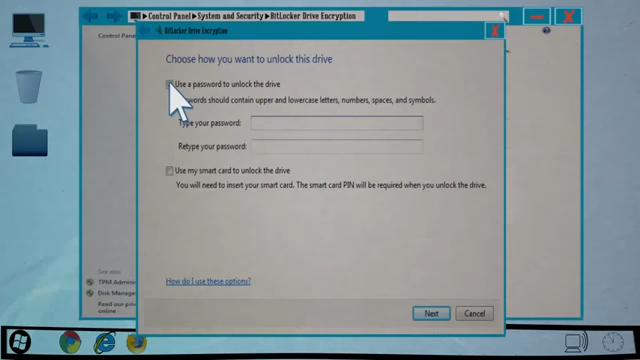 Control Panel▸System and Security▸BitLocker Drive Encryption
Control Panel
BitLocker Drive Encryption
Choose how you want to unlock this drive
Use a password to unlock the drive
words should contain upper and lowercase letters, numbers, spaces, and symbols.
Type your password:
Retype your password:
Use my smart card to unlock the drive
You will need to insert your smart card. The smart card PIN will be required when you unlock the drive.
See also
TPM Adminis
Disk Manage
Read our priv
online
How do I use these options?
Next
Cancel